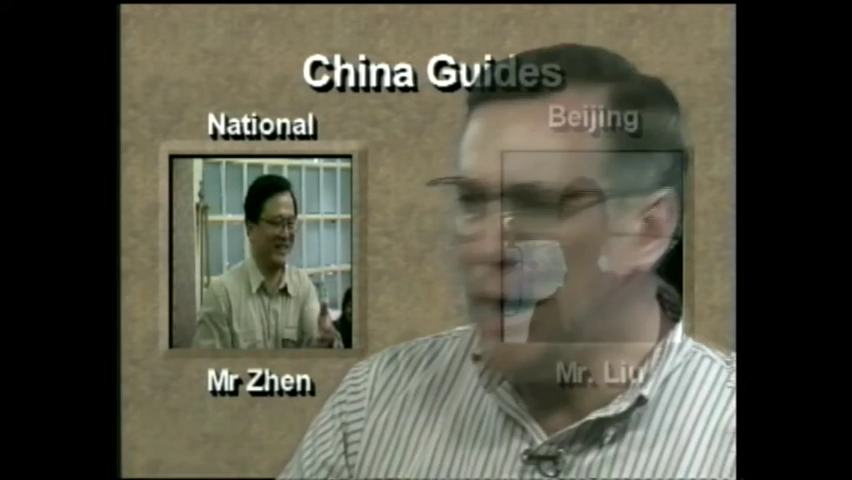 China Guides
National
Beijing
Mr Zhen
Mr. Liu